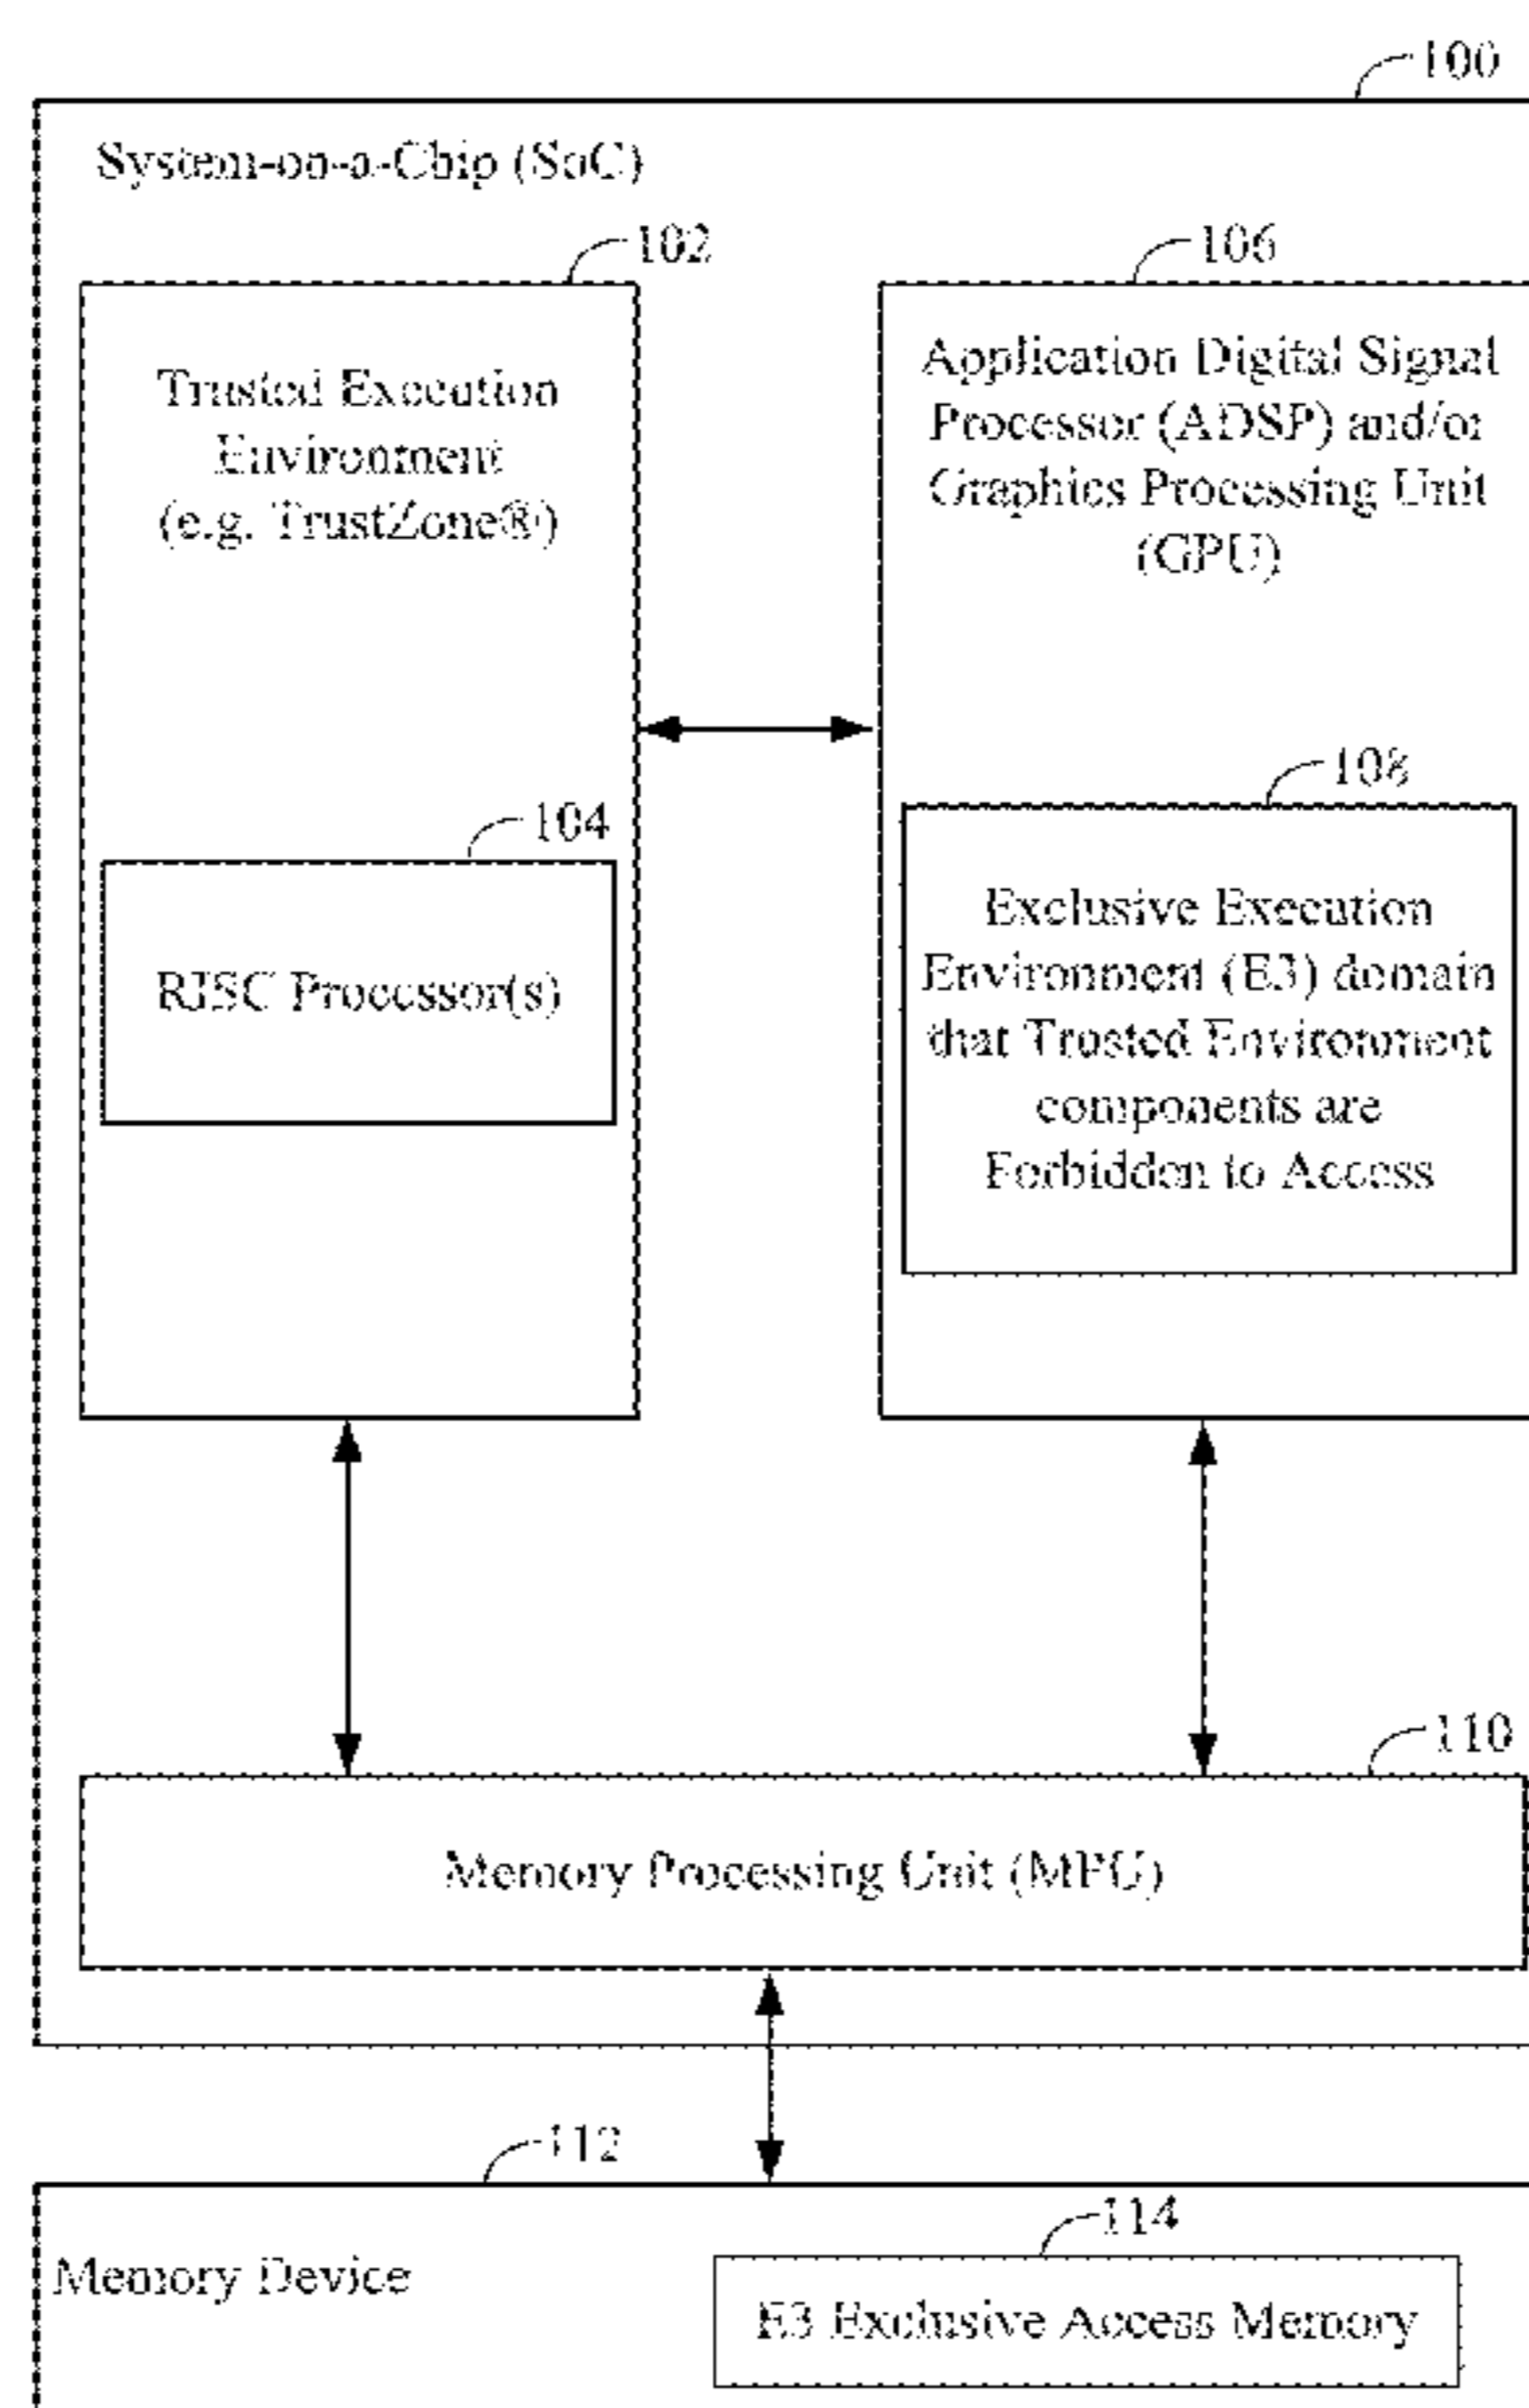 100
System-on-a-Chip (SoC)
102
106
Trusted Execution
Environment
(e.g. TrustZone®)
Application Digital Signal
Processor (ADSP) and/or
Graphics Processing Unit
(GPU)
104
108
RISC Processor(s)
Exclusive Execution
Environment (E3) domain
that Trusted Environment
components are
Forbidden to Access
110
Memory Processing Unit (MPU)
112
114
Memory Device
E3 Exclusive Access Memory